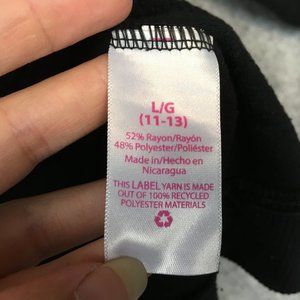 L/G
(11-13)
52% Rayon/Rayón
48% Polyester/Poliéster
Made in/Hecho en
Nicaragua
THIS LABEL YARN IS MADE
OUT OF 100% RECYCLED
POLYESTER MATERIALS